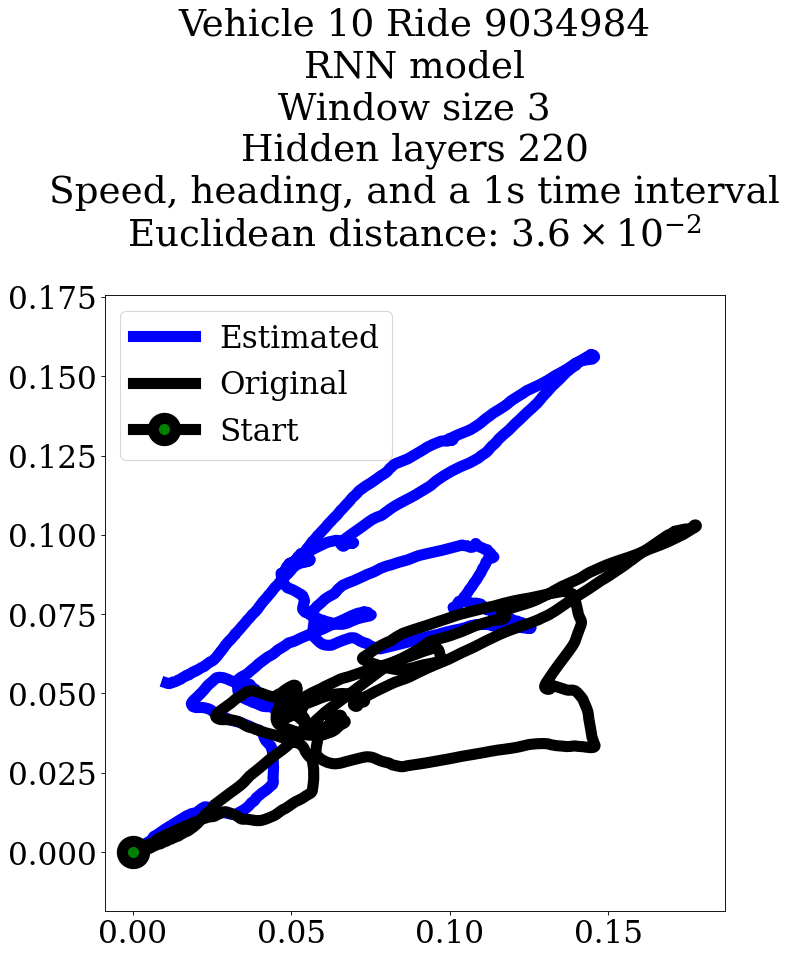 Vehicle 10 Ride 9034984
RNN model
Window size 3
Hidden layers 220
Speed, heading, and a 1s time interval
Euclidean distance: 3.6 × 10⁻²
0.175
0.150
0.125
0.100
0.075
0.050
0.025
0.000
Estimated
Original
Start
0.00 0.05 0.10 0.15